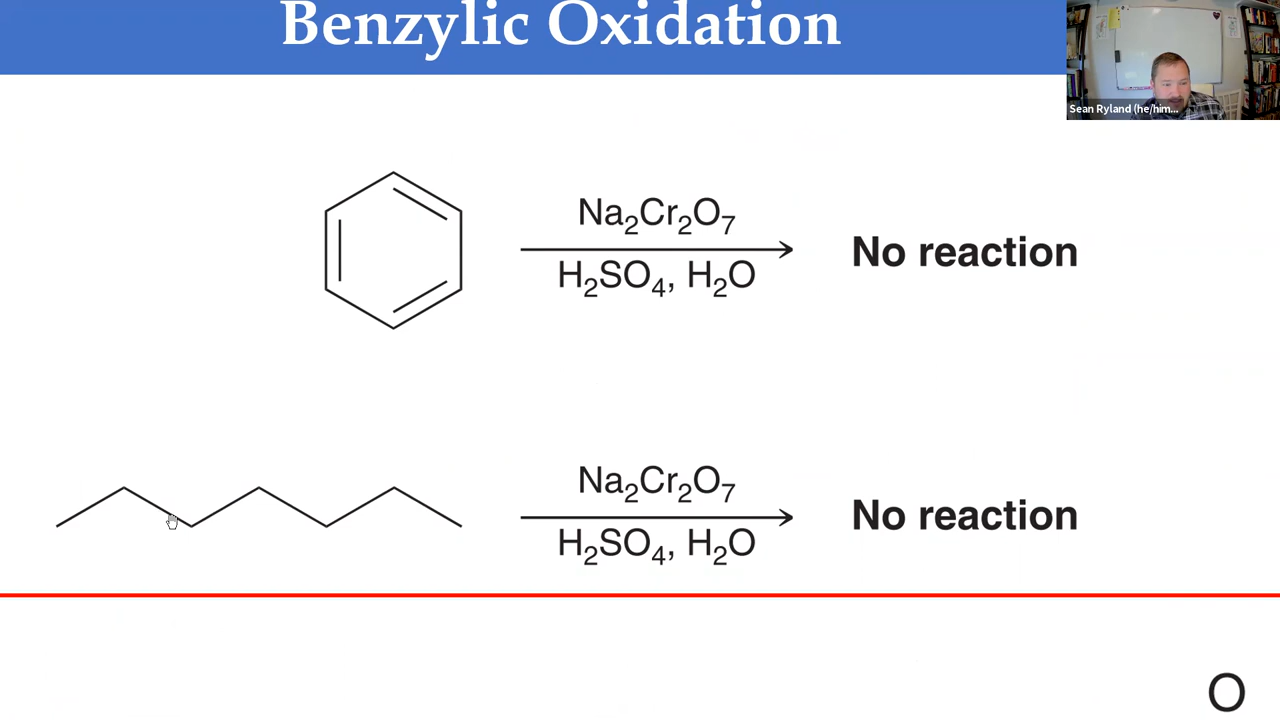 Benzylic Oxidation
Sean Ryland (he/him...
Na₂Cr₂O₇
H₂SO₄, H₂O
No reaction
Na₂Cr₂O₇
H₂SO₄, H₂O
No reaction
O